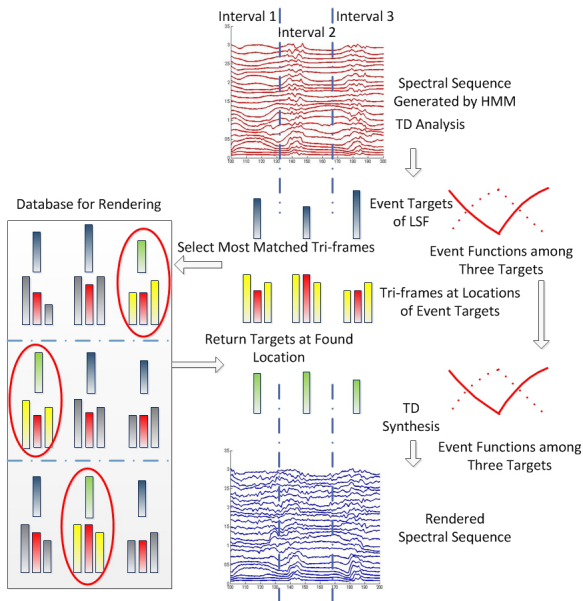 Interval 1
Interval 3
Interval 2
Spectral Sequence
Generated by HMM
TD Analysis
Database for Rendering
Event Targets
of LSF
Select Most Matched Tri-frames
Event Functions among
Three Targets
Tri-frames at Locations
of Event Targets
Return Targets at Found
Location
TD
Synthesis
Event Functions among
Three Targets
Rendered
Spectral Sequence